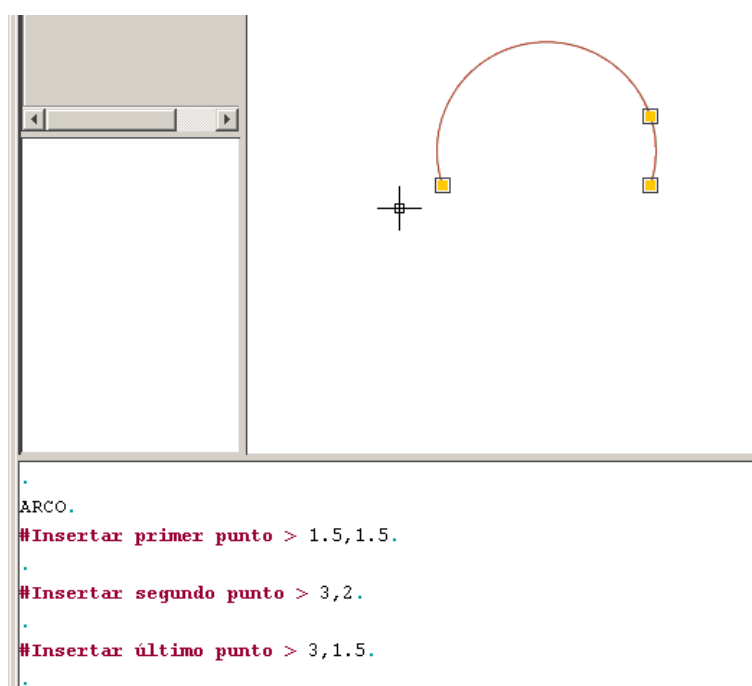 .
ARCO.
#Insertar primer punto > 1.5,1.5.
.
#Insertar segundo punto > 3,2.
.
#Insertar último punto > 3,1.5.
.